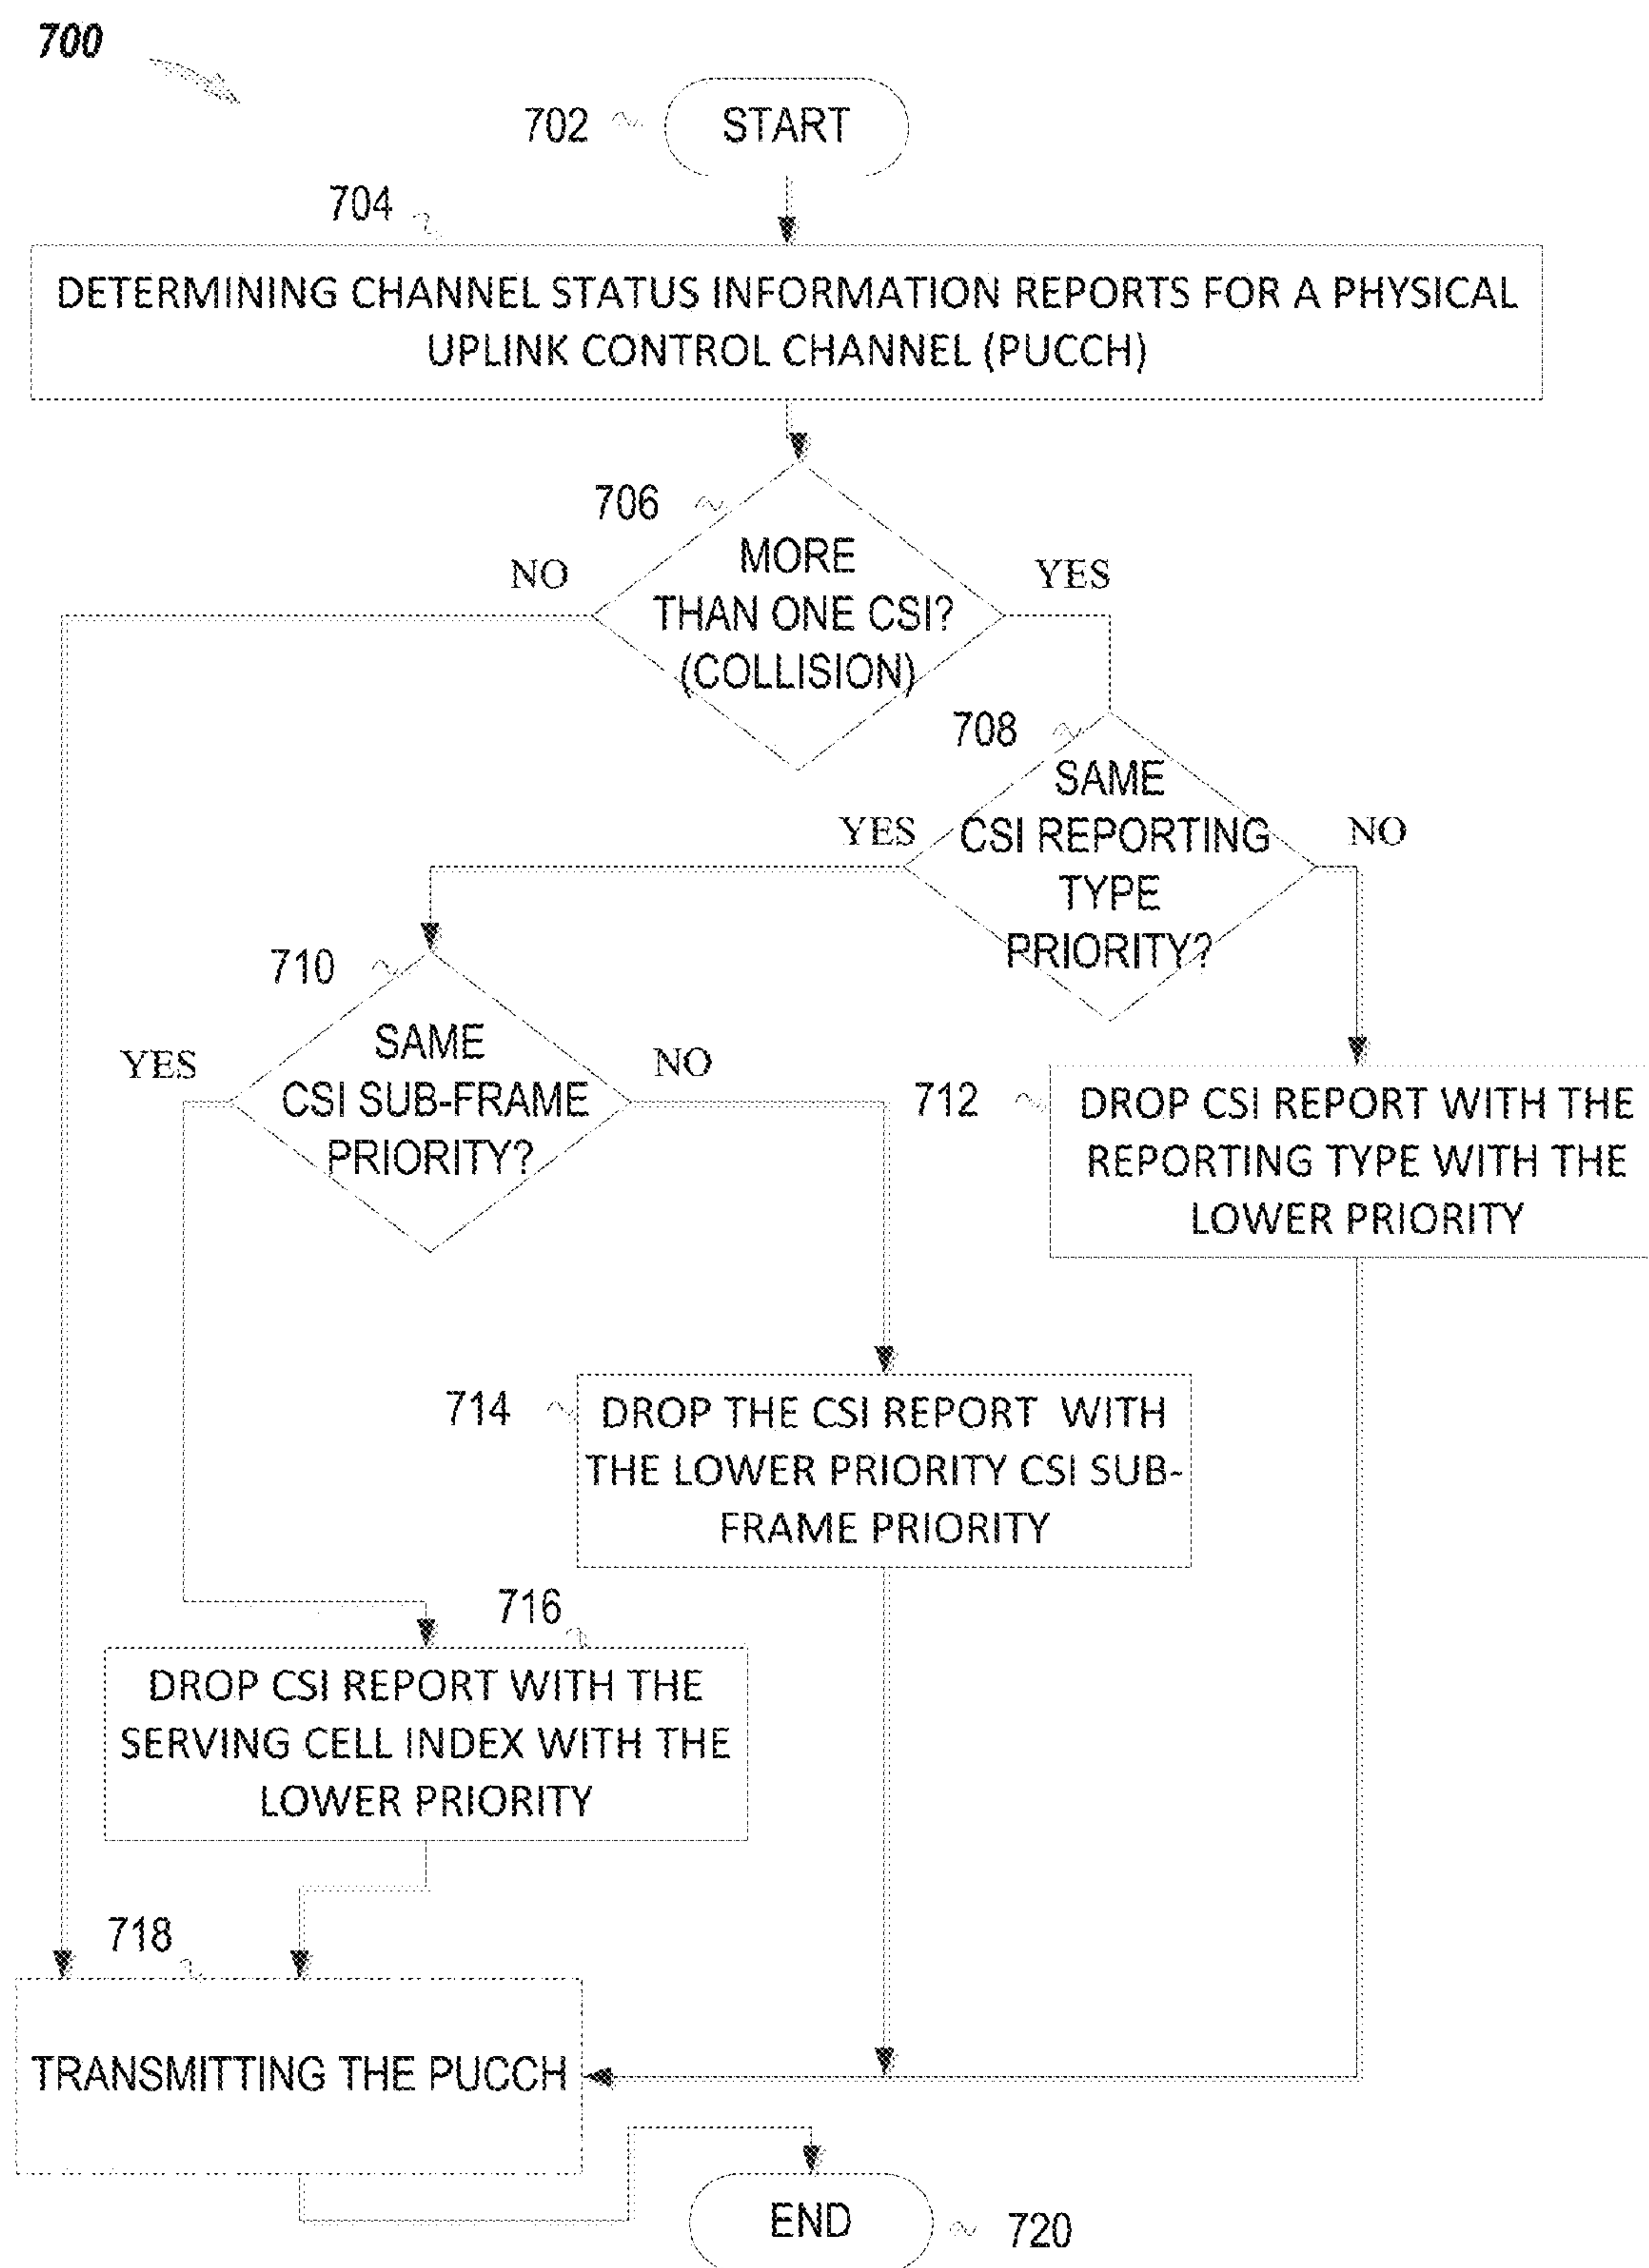 700
702
START
704
DETERMINING CHANNEL STATUS INFORMATION REPORTS FOR A PHYSICAL
UPLINK CONTROL CHANNEL (PUCCH)
706
MORE
THAN ONE CSI?
(COLLISION)
NO
YES
708
SAME
CSI REPORTING
TYPE
PRIORITY?
YES
NO
710
SAME
CSI SUB-FRAME
PRIORITY?
YES
NO
712
DROP CSI REPORT WITH THE
REPORTING TYPE WITH THE
LOWER PRIORITY
714
DROP THE CSI REPORT WITH
THE LOWER PRIORITY CSI SUB-
FRAME PRIORITY
716
DROP CSI REPORT WITH THE
SERVING CELL INDEX WITH THE
LOWER PRIORITY
718
TRANSMITTING THE PUCCH
END
720